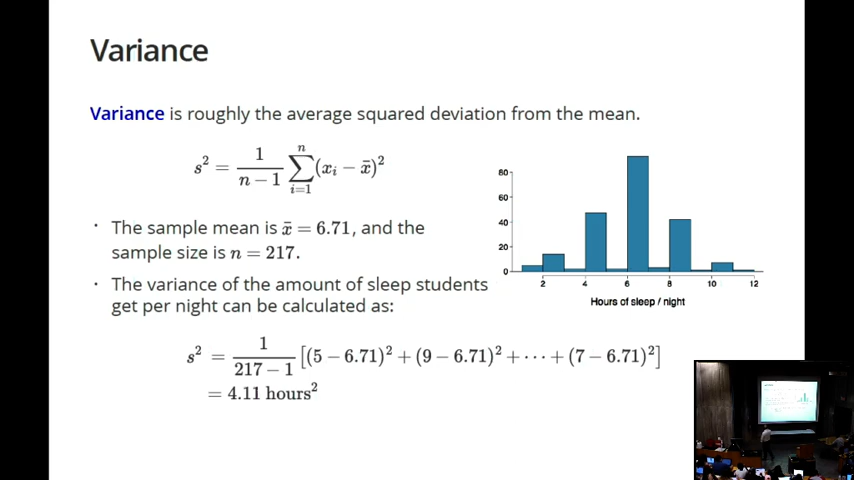 Variance
Variance is roughly the average squared deviation from the mean.
s² = 1/(n − 1) ∑ⁿᵢ₌₁ (xᵢ − x̄)²
· The sample mean is x̄ = 6.71, and the
sample size is n = 217.
· The variance of the amount of sleep students
get per night can be calculated as:
s² = 1/(217 − 1) [(5 − 6.71)² + (9 − 6.71)² + ⋯ + (7 − 6.71)²]
= 4.11 hours²
80
60
40
20
0
2 4 6 8 10 12
Hours of sleep / night